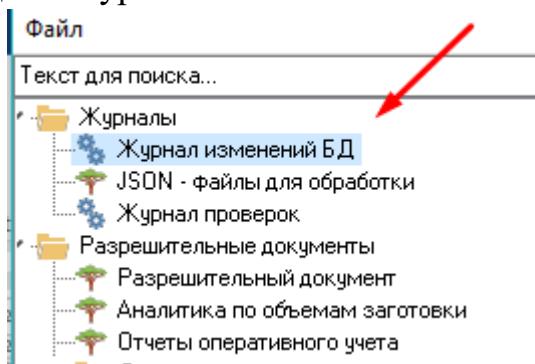 Файл
Текст для поиска...
Журналы
Журнал изменений БД
JSON - файлы для обработки
Журнал проверок
Разрешительные документы
Разрешительный документ
Аналитика по объемам заготовки
Отчеты оперативного учета